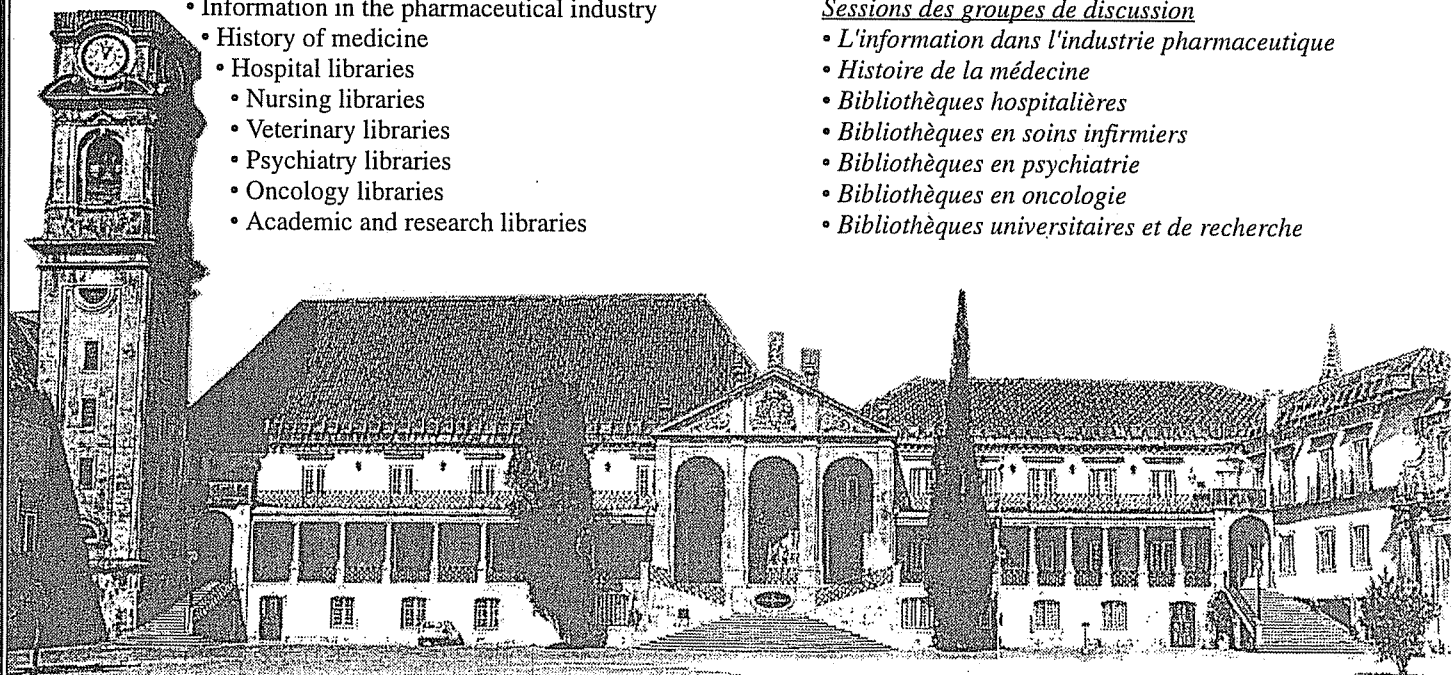 • Information in the pharmaceutical industry
• History of medicine
• Hospital libraries
• Nursing libraries
• Veterinary libraries
• Psychiatry libraries
• Oncology libraries
• Academic and research libraries
Sessions des groupes de discussion
• L'information dans l'industrie pharmaceutique
• Histoire de la médecine
• Bibliothèques hospitalières
• Bibliothèques en soins infirmiers
• Bibliothèques en psychiatrie
• Bibliothèques en oncologie
• Bibliothèques universitaires et de recherche